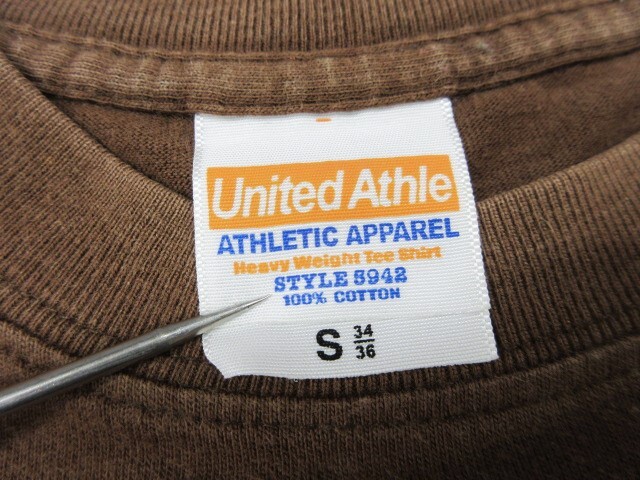 United Athle
ATHLETIC APPAREL
Heavy Weight Tee Shirt
STYLE 5942
100% COTTON
S 34
36